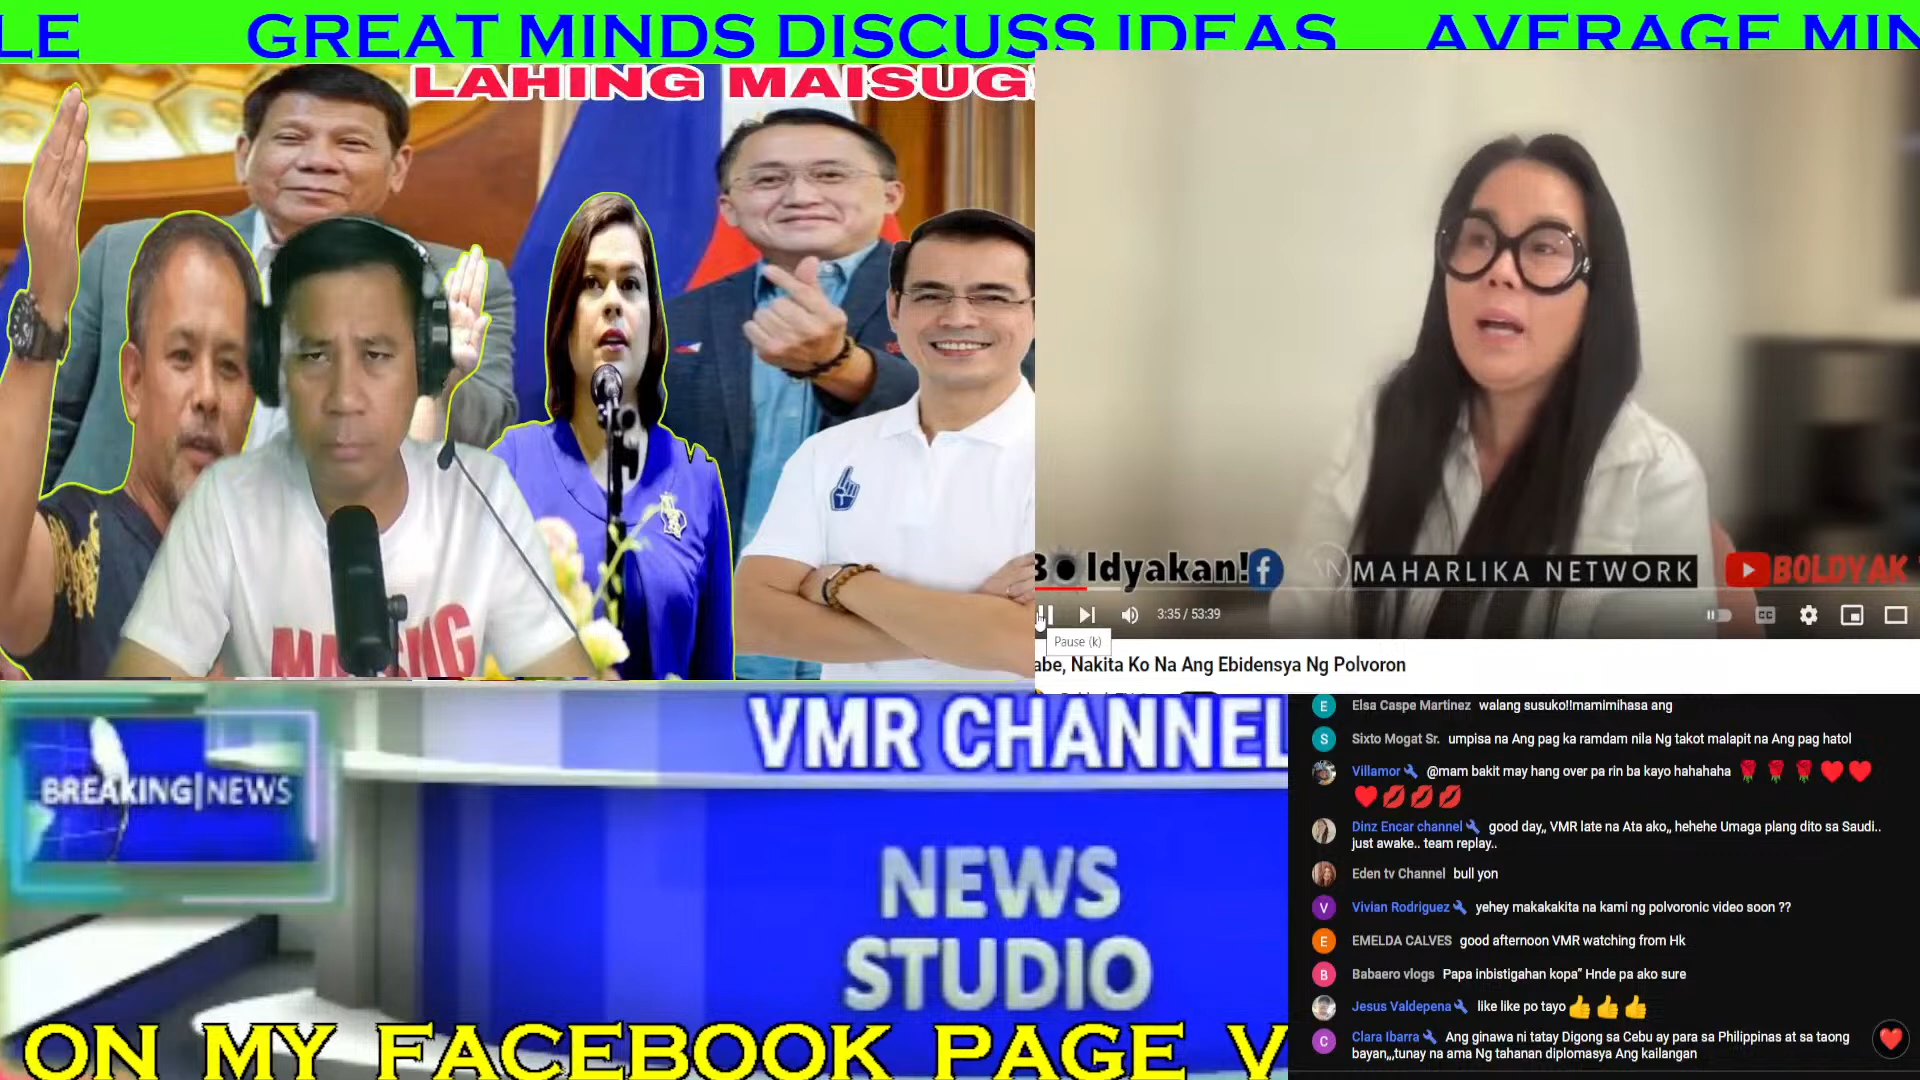 LE GREAT MINDS DISCUSS IDEAS AVERAGE MIN
LAHING MAISUG
B ldyakan!
MAHARLIKA NETWORK
BOLDYAK
3:35 / 53:39
CC
Pause (k)
abe, Nakita Ko Na Ang Ebidensya Ng Polvoron
MAISUG
VMR CHANNEL
BREAKING|NEWS
NEWS
STUDIO
ON MY FACEBOOK PAGE V
E Elsa Caspe Martinez walang susuko!!mamimihasa ang
S Sixto Mogat Sr. umpisa na Ang pag ka ramdam nila Ng takot malapit na Ang pag hatol
Villamor @mam bakit may hang over pa rin ba kayo hahahaha 🌹 🌹 🌹 ❤️ ❤️
❤️ 💋 💋 💋
Dinz Encar channel good day,, VMR late na Ata ako,, hehehe Umaga plang dito sa Saudi..
just awake.. team replay..
Eden tv Channel bull yon
V Vivian Rodriguez yehey makakakita na kami ng polvoronic video soon ??
E EMELDA CALVES good afternoon VMR watching from Hk
B Babaero vlogs Papa inbistigahan kopa” Hnde pa ako sure
Jesus Valdepena like like po tayo 👍 👍 👍
C Clara Ibarra Ang ginawa ni tatay Digong sa Cebu ay para sa Philippinas at sa taong
bayan,,,tunay na ama Ng tahanan diplomasya Ang kailangan